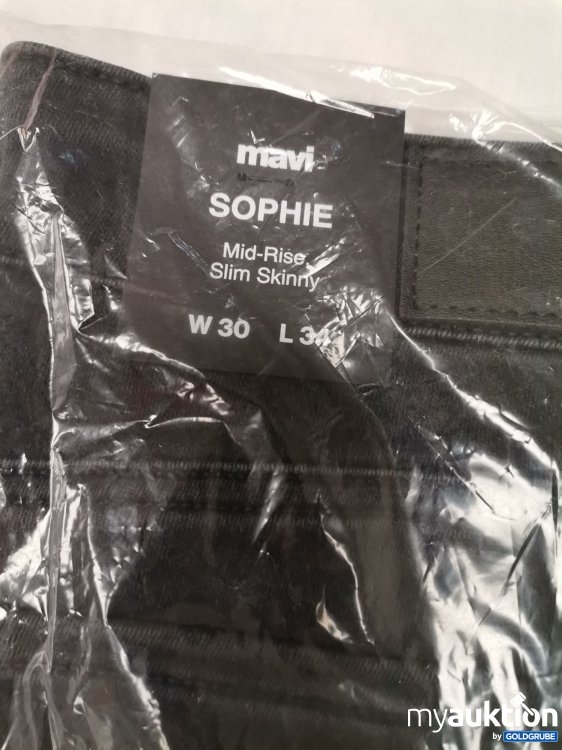 mavi
SOPHIE
Mid-Rise,
Slim Skinny
W 30 L
myauktion
by GOLDGRUBE